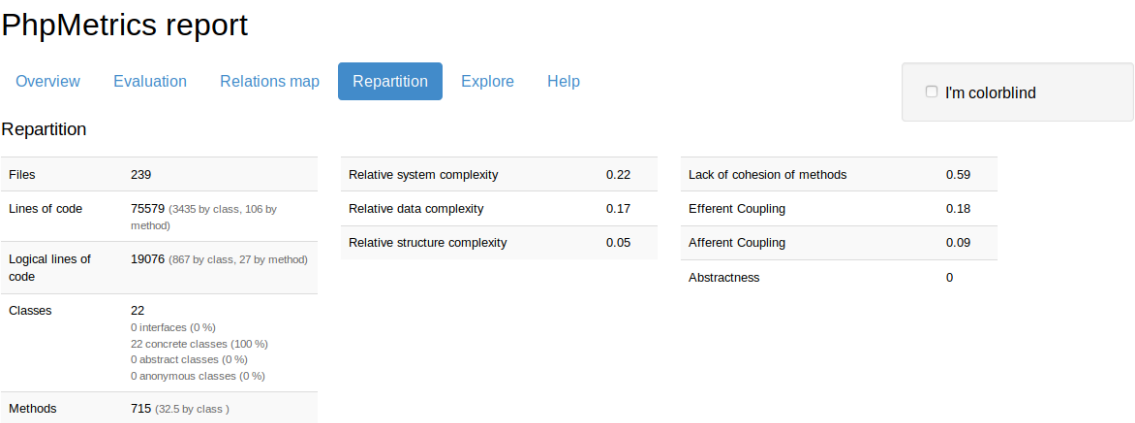 PhpMetrics report
Overview Evaluation Relations map Repartition Explore Help
I'm colorblind
Repartition
Files 239
Lines of code 75579 (3435 by class, 106 by
method)
Logical lines of
code 19076 (867 by class, 27 by method)
Classes 22
0 interfaces (0 %)
22 concrete classes (100 %)
0 abstract classes (0 %)
0 anonymous classes (0 %)
Methods 715 (32.5 by class )
Relative system complexity 0.22
Relative data complexity 0.17
Relative structure complexity 0.05
Lack of cohesion of methods 0.59
Efferent Coupling 0.18
Afferent Coupling 0.09
Abstractness 0